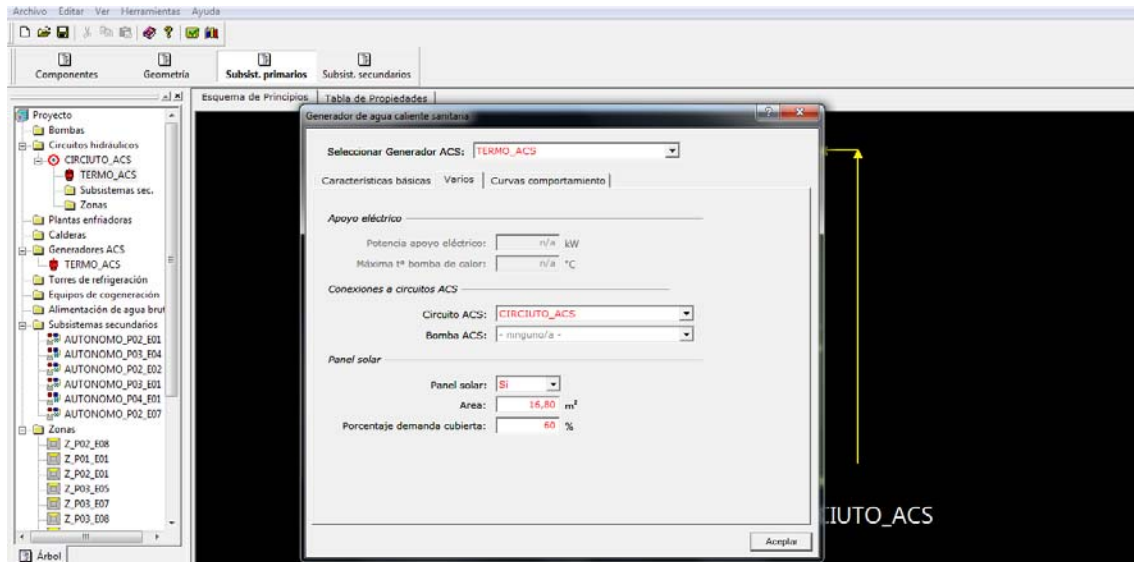 Archivo Editar Ver Herramientas Ayuda
Componentes Geometría Subsist. primarios Subsist. secundarios
Esquema de Principios Tabla de Propiedades
Proyecto
Bombas
Circuitos hidráulicos
CIRCIUTO_ACS
TERMO_ACS
Subsistemas sec.
Zonas
Plantas enfriadoras
Calderas
Generadores ACS
TERMO_ACS
Torres de refrigeración
Equipos de cogeneración
Alimentación de agua brut
Subsistemas secundarios
AUTONOMO_P02_E01
AUTONOMO_P03_E04
AUTONOMO_P02_E02
AUTONOMO_P03_E01
AUTONOMO_P04_E01
AUTONOMO_P02_E07
Zonas
Z_P02_E08
Z_P01_E01
Z_P02_E01
Z_P03_E05
Z_P03_E07
Z_P03_E08
Árbol
Generador de agua caliente sanitaria
Seleccionar Generador ACS: TERMO_ACS
Características básicas Varios Curvas comportamiento
Apoyo eléctrico
Potencia apoyo eléctrico: n/a kW
Máxima tª bomba de calor: n/a °C
Conexiones a circuitos ACS
Circuito ACS: CIRCIUTO_ACS
Bomba ACS: - ninguno/a -
Panel solar
Panel solar: Si
Area: 16,80 m²
Porcentaje demanda cubierta: 60 %
Aceptar
CIUTO_ACS